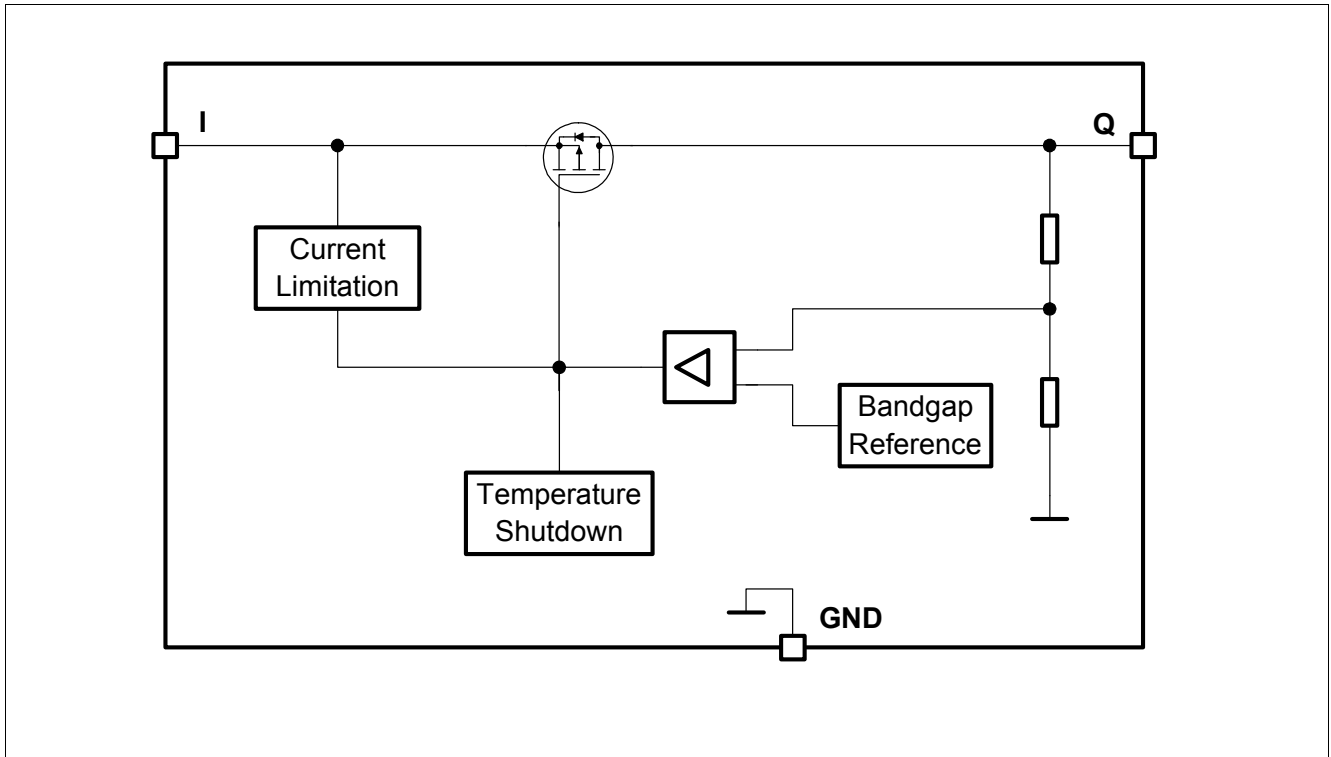 I
Q
Current
Limitation
Bandgap
Reference
Temperature
Shutdown
GND